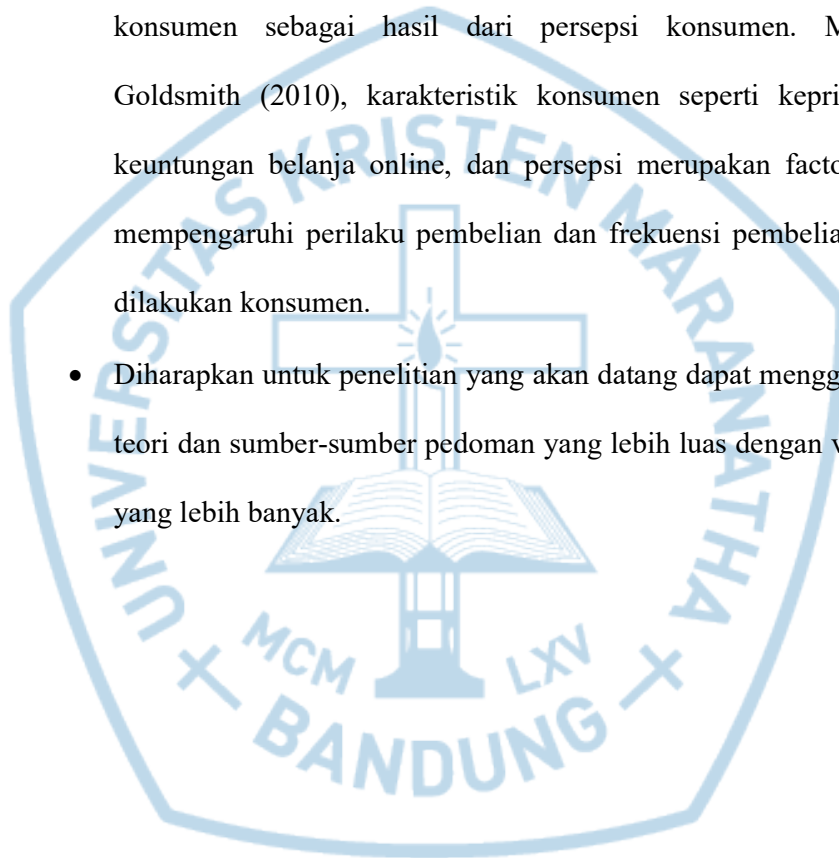 konsumen sebagai hasil dari persepsi konsumen. M
Goldsmith (2010), karakteristik konsumen seperti kepri
keuntungan belanja online, dan persepsi merupakan facto
mempengaruhi perilaku pembelian dan frekuensi pembelia
dilakukan konsumen.
• Diharapkan untuk penelitian yang akan datang dapat mengg
teori dan sumber-sumber pedoman yang lebih luas dengan v
yang lebih banyak.
UNIVERSITAS KRISTEN MARANATHA
MCM LXV
BANDUNG